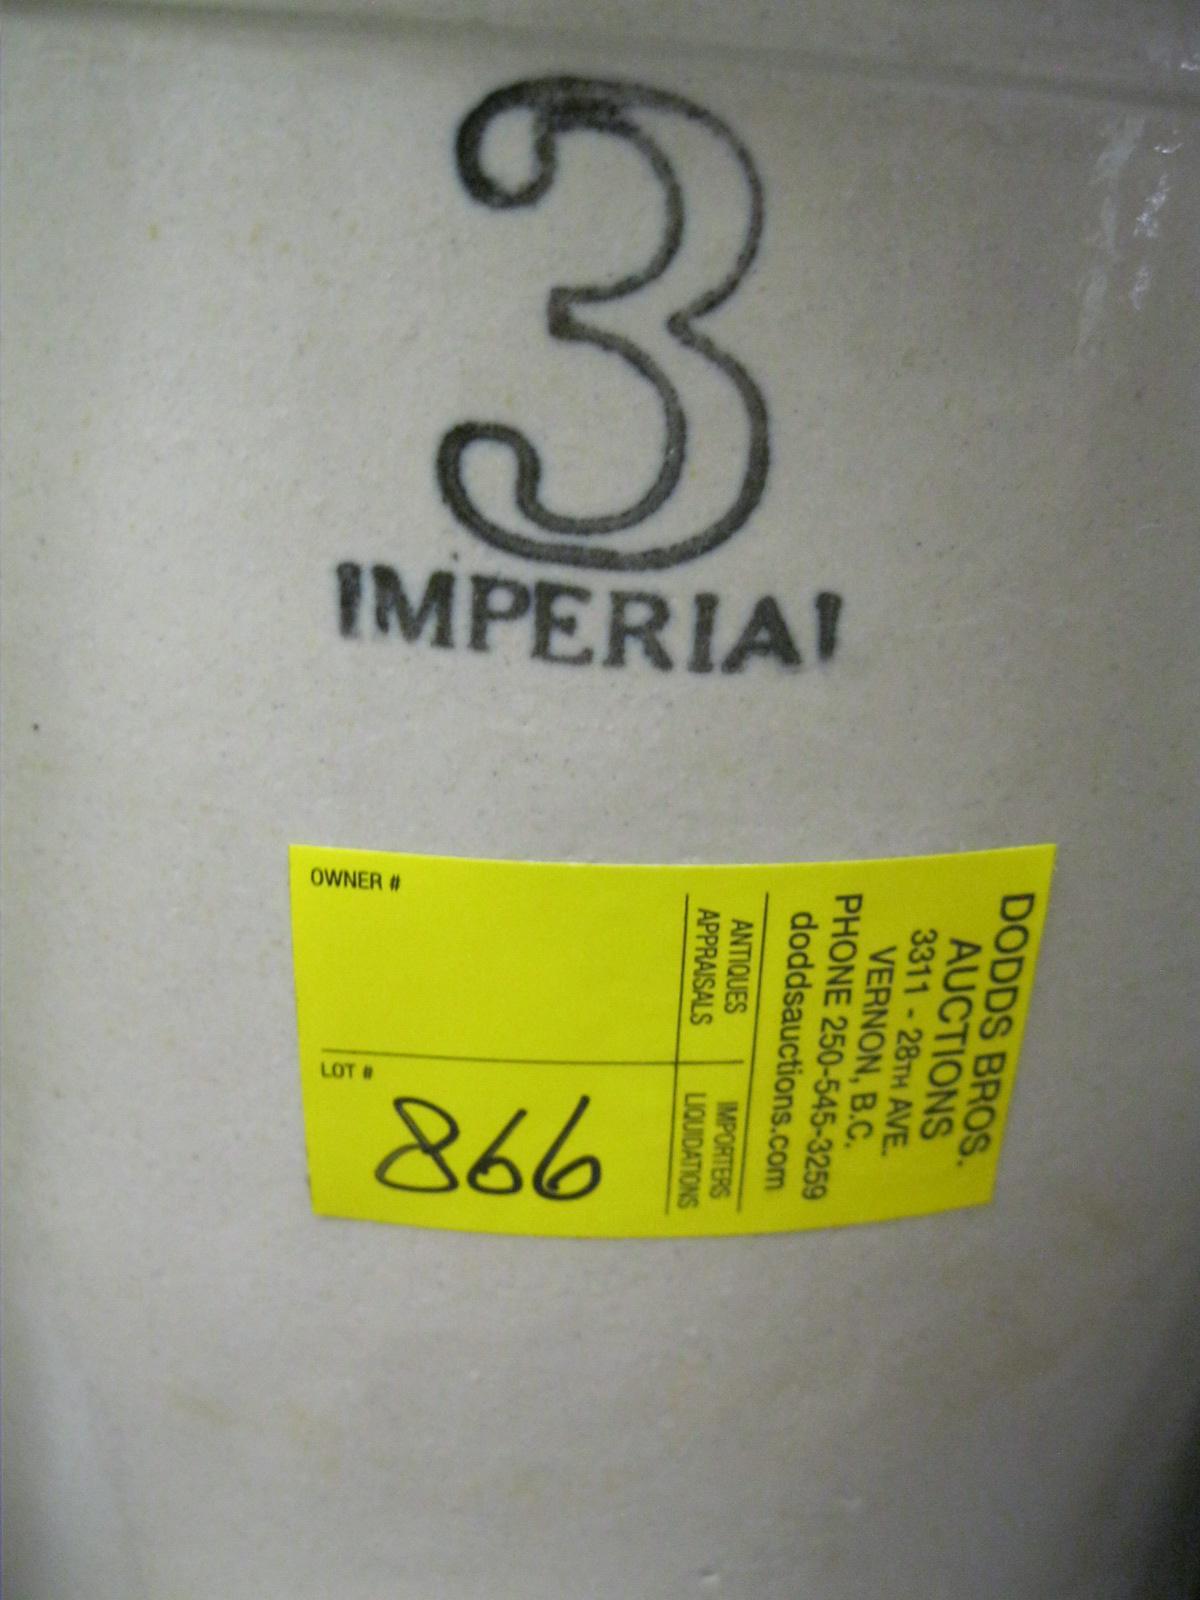 3
IMPERIAL
OWNER #
LOT #
866
DODDS BROS.
AUCTIONS
3311 - 28TH AVE.
VERNON, B.C.
PHONE 250-545-3259
doddsauctions.com
ANTIQUES
APPRAISALS
IMPORTERS
LIQUIDATIONS